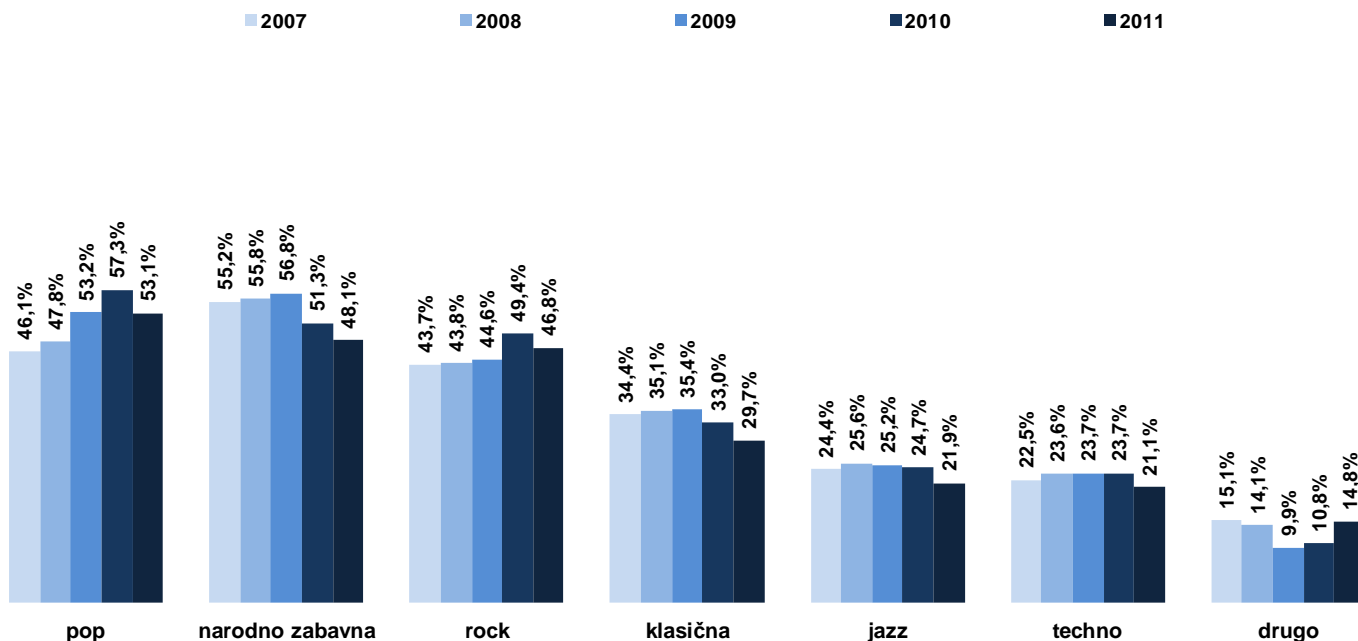 2007 2008 2009 2010 2011
46,1% 47,8% 53,2% 57,3% 53,1%
55,2% 55,8% 56,8% 51,3% 48,1%
43,7% 43,8% 44,6% 49,4% 46,8%
34,4% 35,1% 35,4% 33,0% 29,7%
24,4% 25,6% 25,2% 24,7% 21,9%
22,5% 23,6% 23,7% 23,7% 21,1%
15,1% 14,1% 9,9% 10,8% 14,8%
pop narodno zabavna rock klasična jazz techno drugo